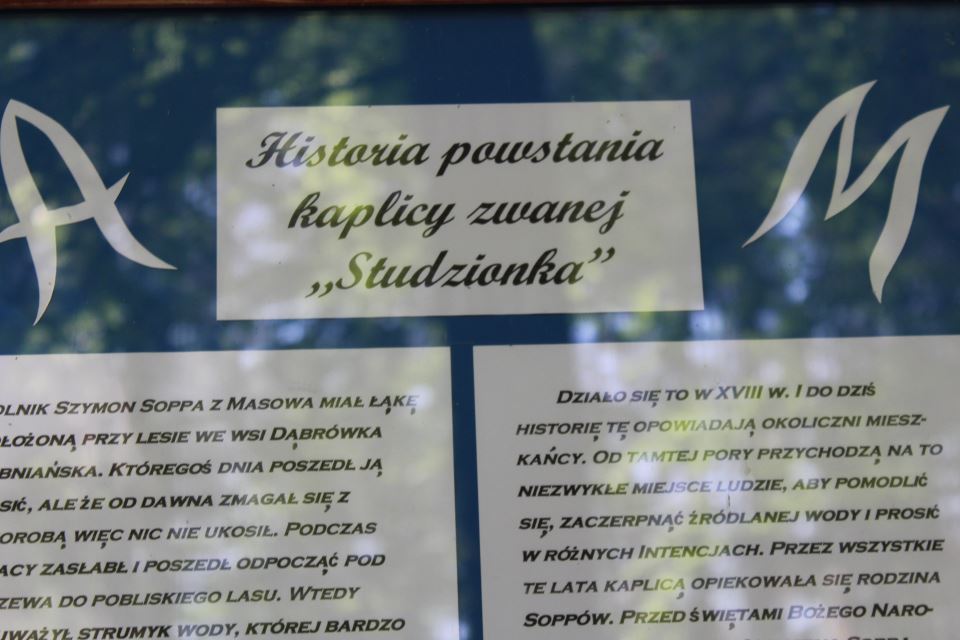 A
M
Historia powstania
kaplicy zwanej
„Studzionka”
OLNIK SZYMON SOPPA Z MASOWA MIAŁ ŁĄKĘ
OŁOŻONĄ PRZY LESIE WE WSI DĄBRÓWKA
BNIAŃSKA. KTÓREGOŚ DNIA POSZEDŁ JĄ
SIĆ, ALE ŻE OD DAWNA ZMAGAŁ SIĘ Z
OROBĄ WIĘC NIC NIE UKOSIŁ. PODCZAS
ACY ZASŁABŁ I POSZEDŁ ODPOCZĄĆ POD
ZEWA DO POBLISKIEGO LASU. WTEDY
UWAŻYŁ STRUMYK WODY, KTÓREJ BARDZO
DZIAŁO SIĘ TO W XVIII W. I DO DZIŚ
HISTORIĘ TĘ OPOWIADAJĄ OKOLICZNI MIESZ-
KAŃCY. OD TAMTEJ PORY PRZYCHODZĄ NA TO
NIEZWYKŁE MIEJSCE LUDZIE, ABY POMODLIĆ
SIĘ, ZACZERPNĄĆ ŹRÓDLANEJ WODY I PROSIĆ
W RÓŻNYCH INTENCJACH. PRZEZ WSZYSTKIE
TE LATA KAPLICĄ OPIEKOWAŁA SIĘ RODZINA
SOPPÓW. PRZED ŚWIĘTAMI BOŻEGO NARO-